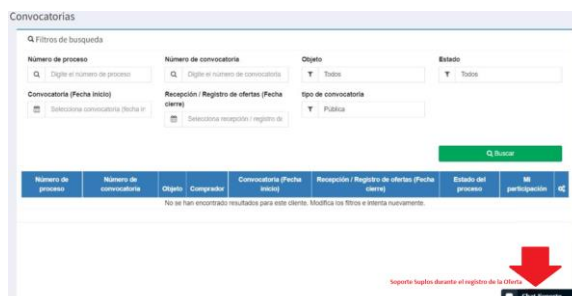 Convocatorias
Filtros de busqueda
Número de proceso
Número de convocatoria
Objeto
Estado
Digite el número de proceso
Digite el número de convocatoria
Todos
Todos
Convocatoria (Fecha inicio)
Recepción / Registro de ofertas (Fecha
cierre)
tipo de convocatoria
Selecciona convocatoria (fecha ir
Selecciona recepción / registro de
Pública
Buscar
Número de
proceso
Número de
convocatoria
Objeto
Comprador
Convocatoria (Fecha
inicio)
Recepción / Registro de ofertas (Fecha
cierre)
Estado del
proceso
Mi
participación
No se han encontrado resultados para este cliente. Modifica los filtros e intenta nuevamente.
Soporte Suplos durante el registro de la Oferta
Chat Soporte